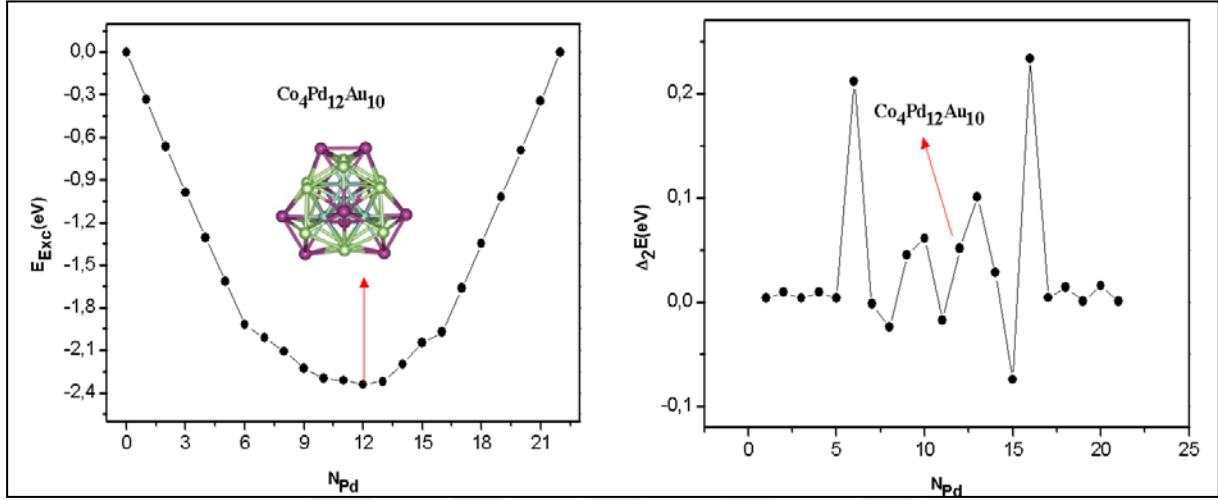 0,0
-0,3
-0,6
-0,9
-1,2
-1,5
-1,8
-2,1
-2,4
E_Exc(eV)
Co4Pd12Au10
0 3 6 9 12 15 18 21
N_Pd
0,2
0,1
0,0
-0,1
Δ2E(eV)
Co4Pd12Au10
0 5 10 15 20 25
N_Pd